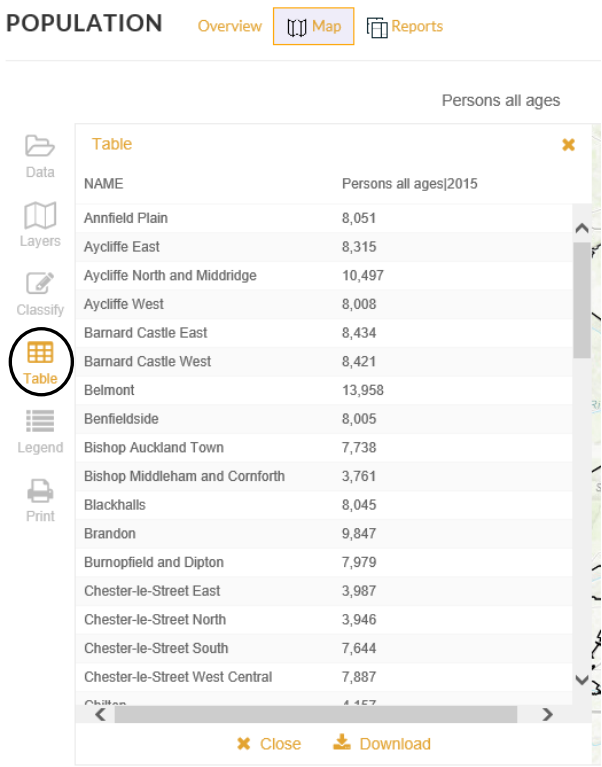 POPULATION Overview Map Reports
Persons all ages
Data
Layers
Classify
Table
Legend
Print
Table
NAME Persons all ages|2015
Annfield Plain 8,051
Aycliffe East 8,315
Aycliffe North and Middridge 10,497
Aycliffe West 8,008
Barnard Castle East 8,434
Barnard Castle West 8,421
Belmont 13,958
Benfieldside 8,005
Bishop Auckland Town 7,738
Bishop Middleham and Cornforth 3,761
Blackhalls 8,045
Brandon 9,847
Burnopfield and Dipton 7,979
Chester-le-Street East 3,987
Chester-le-Street North 3,946
Chester-le-Street South 7,644
Chester-le-Street West Central 7,887
Chilton 4,157
Close Download